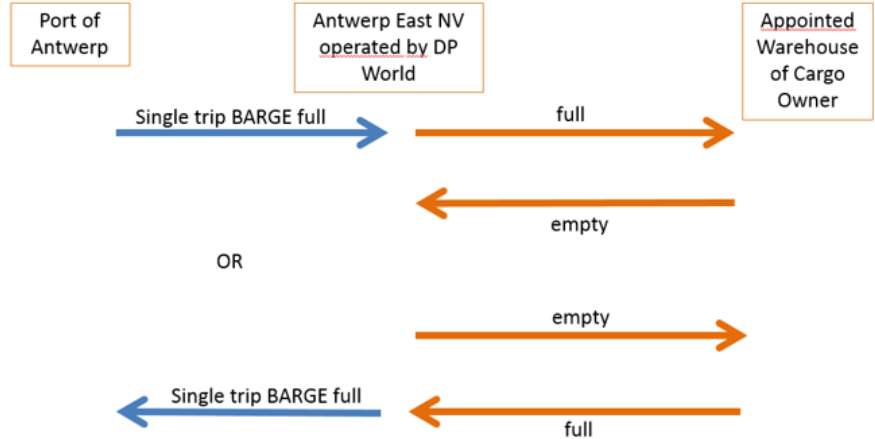 Port of
Antwerp
Antwerp East NV
operated by DP
World
Appointed
Warehouse
of Cargo
Owner
Single trip BARGE full
full
empty
OR
empty
Single trip BARGE full
full